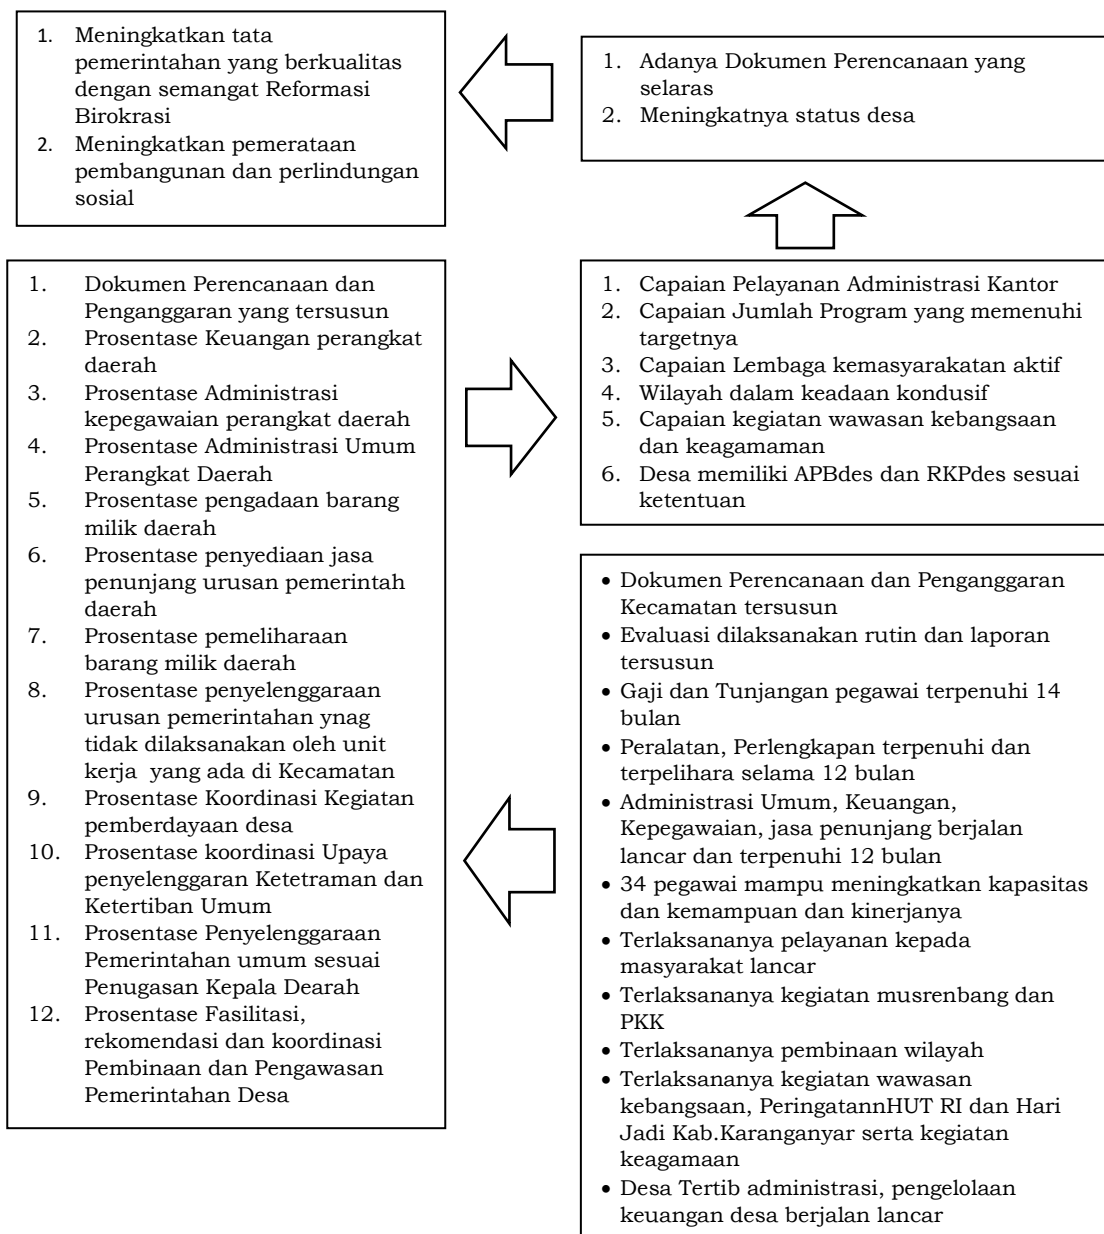 1. Meningkatkan tata
pemerintahan yang berkualitas
dengan semangat Reformasi
Birokrasi
2. Meningkatkan pemerataan
pembangunan dan perlindungan
sosial
1. Adanya Dokumen Perencanaan yang
selaras
2. Meningkatnya status desa
1. Dokumen Perencanaan dan
Penganggaran yang tersusun
2. Prosentase Keuangan perangkat
daerah
3. Prosentase Administrasi
kepegawaian perangkat daerah
4. Prosentase Administrasi Umum
Perangkat Daerah
5. Prosentase pengadaan barang
milik daerah
6. Prosentase penyediaan jasa
penunjang urusan pemerintah
daerah
7. Prosentase pemeliharaan
barang milik daerah
8. Prosentase penyelenggaraan
urusan pemerintahan ynag
tidak dilaksanakan oleh unit
kerja yang ada di Kecamatan
9. Prosentase Koordinasi Kegiatan
pemberdayaan desa
10. Prosentase koordinasi Upaya
penyelenggran Ketetraman dan
Ketertiban Umum
11. Prosentase Penyelenggaraan
Pemerintahan umum sesuai
Penugasan Kepala Dearah
12. Prosentase Fasilitasi,
rekomendasi dan koordinasi
Pembinaan dan Pengawasan
Pemerintahan Desa
1. Capaian Pelayanan Administrasi Kantor
2. Capaian Jumlah Program yang memenuhi
targetnya
3. Capaian Lembaga kemasyarakatan aktif
4. Wilayah dalam keadaan kondusif
5. Capaian kegiatan wawasan kebangsaan
dan keagamaman
6. Desa memiliki APBdes dan RKPdes sesuai
ketentuan
• Dokumen Perencanaan dan Penganggaran
Kecamatan tersusun
• Evaluasi dilaksanakan rutin dan laporan
tersusun
• Gaji dan Tunjangan pegawai terpenuhi 14
bulan
• Peralatan, Perlengkapan terpenuhi dan
terpelihara selama 12 bulan
• Administrasi Umum, Keuangan,
Kepegawaian, jasa penunjang berjalan
lancar dan terpenuhi 12 bulan
• 34 pegawai mampu meningkatkan kapasitas
dan kemampuan dan kinerjanya
• Terlaksananya pelayanan kepada
masyarakat lancar
• Terlaksananya kegiatan musrenbang dan
PKK
• Terlaksananya pembinaan wilayah
• Terlaksananya kegiatan wawasan
kebangsaan, PeringatannHUT RI dan Hari
Jadi Kab.Karanganyar serta kegiatan
keagamaan
• Desa Tertib administrasi, pengelolaan
keuangan desa berjalan lancar